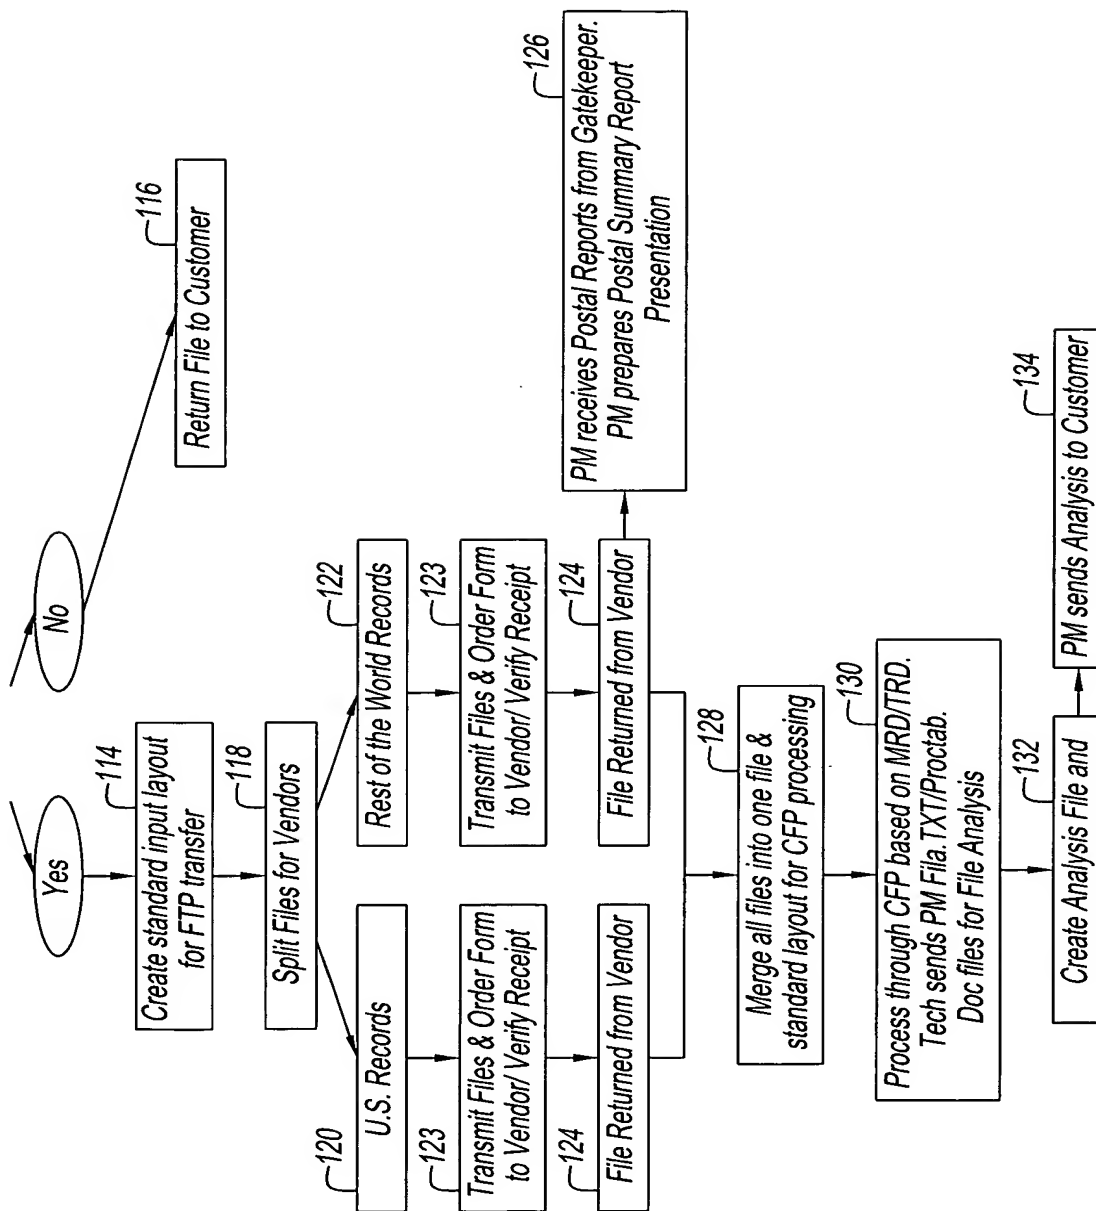 Yes
No
114
Create standard input layout
for FTP transfer
116
Return File to Customer
118
Split Files for Vendors
120
U.S. Records
122
Rest of the World Records
123
Transmit Files & Order Form
to Vendor/ Verify Receipt
123
Transmit Files & Order Form
to Vendor/ Verify Receipt
124
File Returned from Vendor
124
File Returned from Vendor
126
PM receives Postal Reports from Gatekeeper.
PM prepares Postal Summary Report
Presentation
128
Merge all files into one file &
standard layout for CFP processing
130
Process through CFP based on MRD/TRD.
Tech sends PM Fila.TXT/Proctab.
Doc files for File Analysis
132
Create Analysis File and
134
PM sends Analysis to Customer